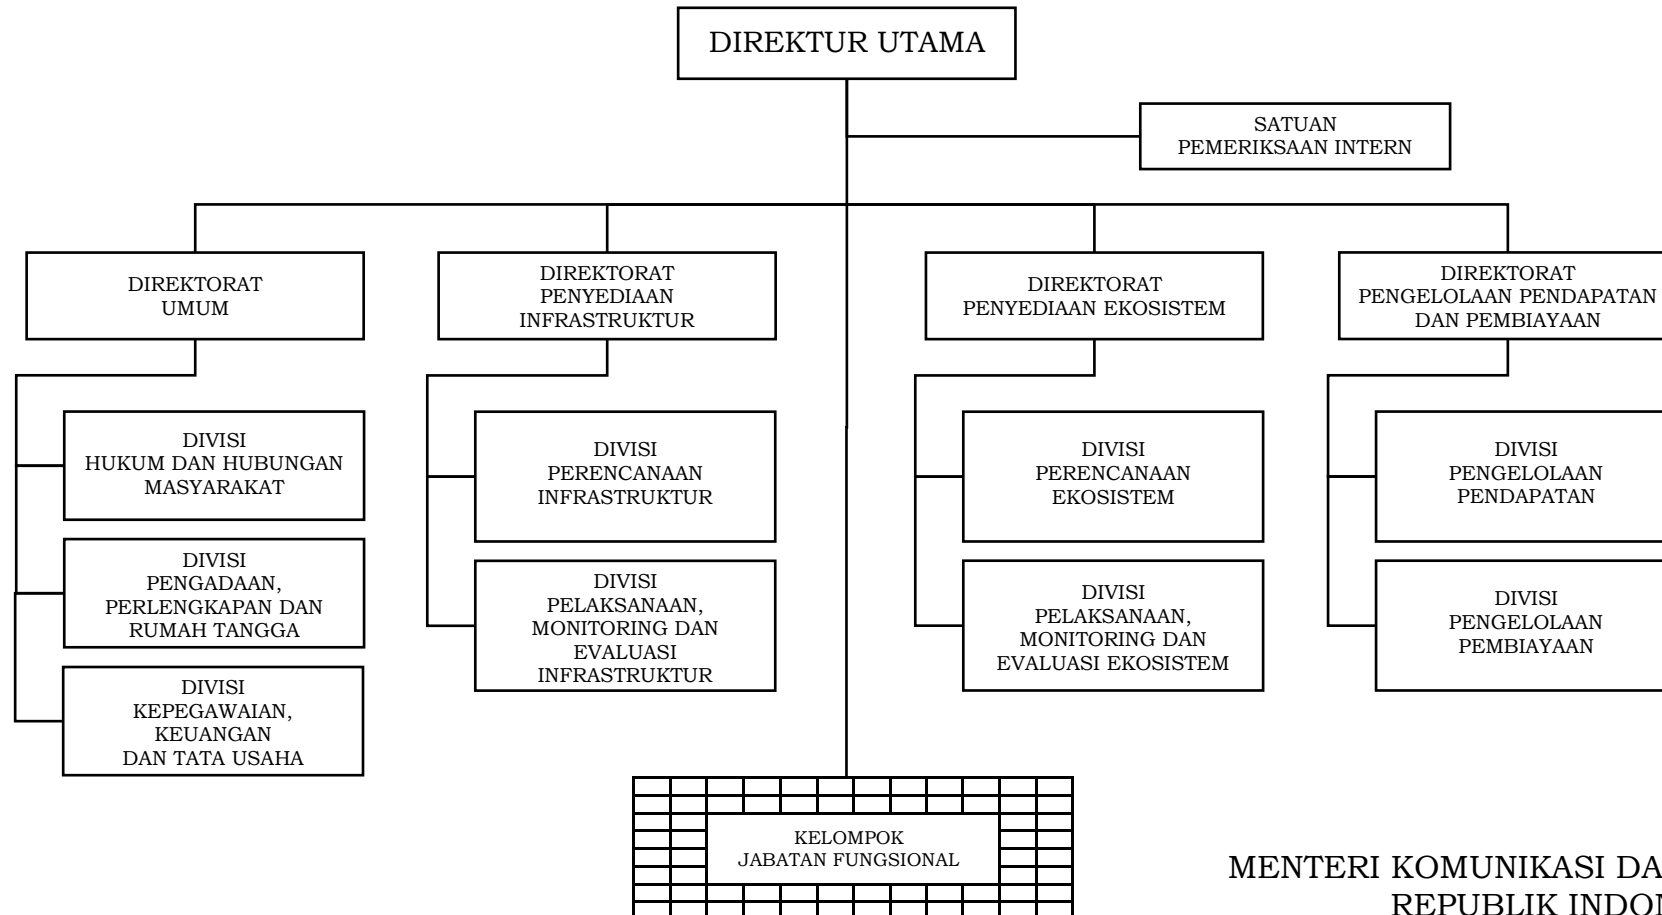 DIREKTUR UTAMA
SATUAN
PEMERIKSAAN INTERN
DIREKTORAT
UMUM
DIREKTORAT
PENYEDIAAN
INFRASTRUKTUR
DIREKTORAT
PENYEDIAAN EKOSISTEM
DIREKTORAT
PENGELOLAAN PENDAPATAN
DAN PEMBIAYAAN
DIVISI
HUKUM DAN HUBUNGAN
MASYARAKAT
DIVISI
PENGADAAN,
PERLENGKAPAN DAN
RUMAH TANGGA
DIVISI
KEPEGAWAIAN,
KEUANGAN
DAN TATA USAHA
DIVISI
PERENCANAAN
INFRASTRUKTUR
DIVISI
PELAKSANAAN,
MONITORING DAN
EVALUASI
INFRASTRUKTUR
DIVISI
PERENCANAAN
EKOSISTEM
DIVISI
PELAKSANAAN,
MONITORING DAN
EVALUASI EKOSISTEM
DIVISI
PENGELOLAAN
PENDAPATAN
DIVISI
PENGELOLAAN
PEMBIAYAAN
KELOMPOK
JABATAN FUNGSIONAL
MENTERI KOMUNIKASI
REPUBLIK